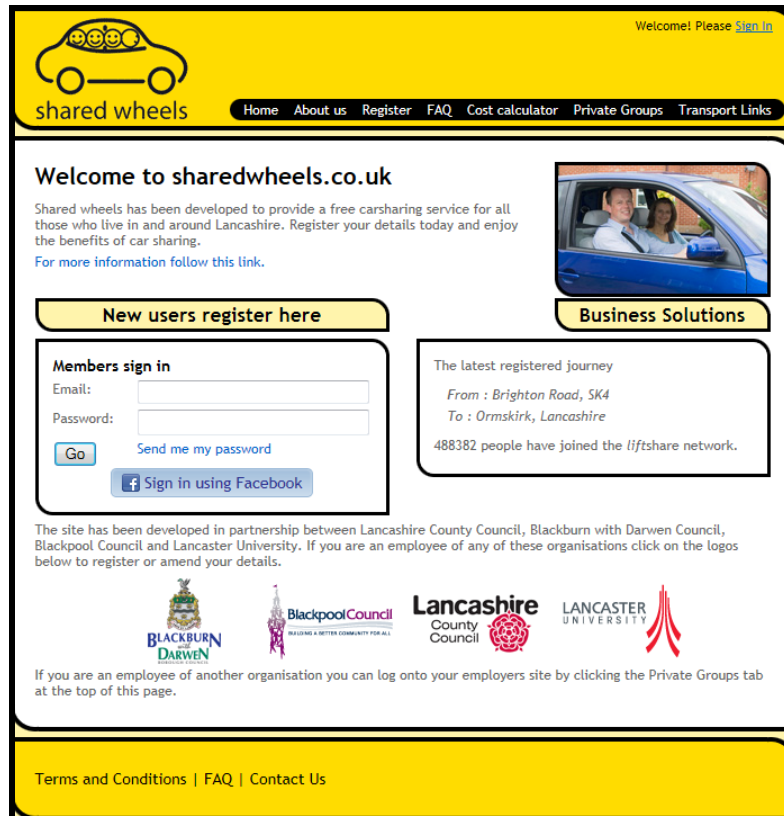 Welcome! Please Sign In
shared wheels
Home About us Register FAQ Cost calculator Private Groups Transport Links
Welcome to sharedwheels.co.uk
Shared wheels has been developed to provide a free carsharing service for all
those who live in and around Lancashire. Register your details today and enjoy
the benefits of car sharing.
For more information follow this link.
New users register here
Business Solutions
Members sign in
Email:
Password:
Go
Send me my password
f Sign in using Facebook
The latest registered journey
From : Brighton Road, SK4
To : Ormskirk, Lancashire
488382 people have joined the liftshare network.
The site has been developed in partnership between Lancashire County Council, Blackburn with Darwen Council,
Blackpool Council and Lancaster University. If you are an employee of any of these organisations click on the logos
below to register or amend your details.
BLACKBURN
with
DARWEN
BOROUGH COUNCIL
Blackpool Council
BUILDING A BETTER COMMUNITY FOR ALL
Lancashire
County
Council
LANCASTER
UNIVERSITY
If you are an employee of another organisation you can log onto your employers site by clicking the Private Groups tab
at the top of this page.
Terms and Conditions | FAQ | Contact Us